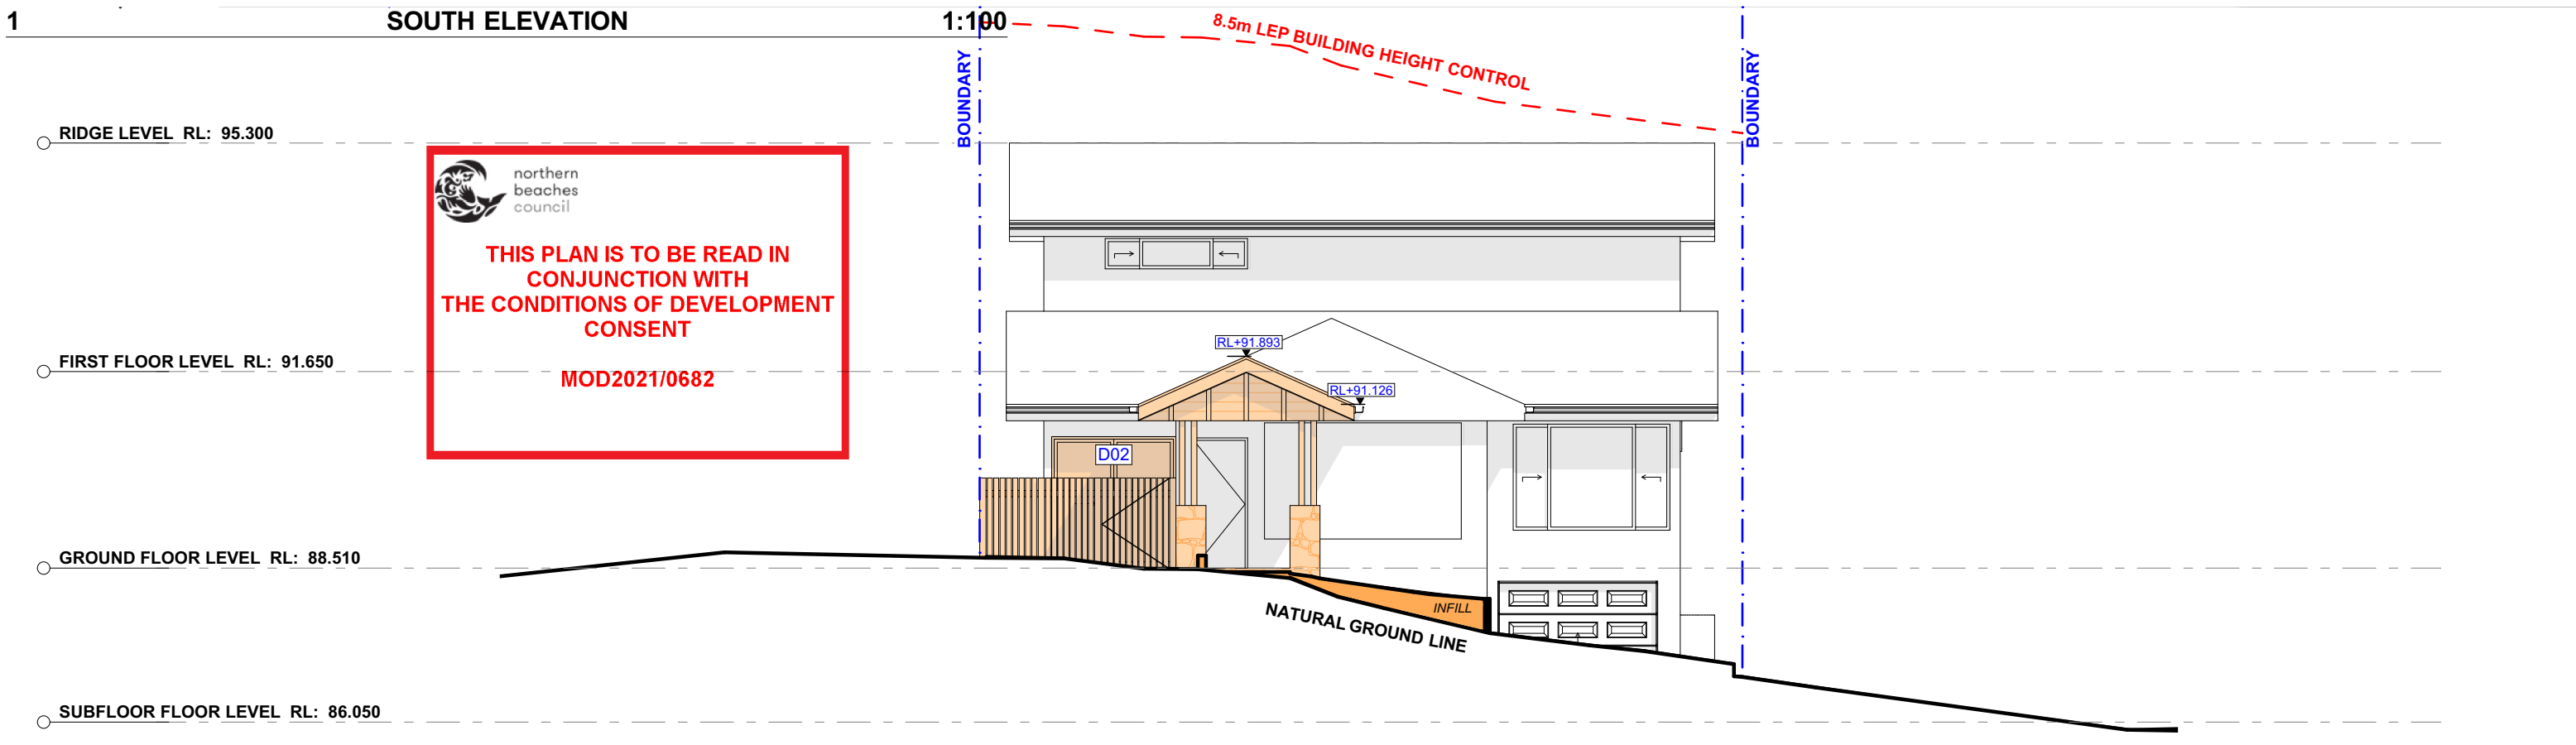 1 SOUTH ELEVATION 1:100
8.5m LEP BUILDING HEIGHT CONTROL
BOUNDARY
BOUNDARY
RIDGE LEVEL RL: 95.300
northern
beaches
council
THIS PLAN IS TO BE READ IN
CONJUNCTION WITH
THE CONDITIONS OF DEVELOPMENT
CONSENT
MOD2021/0682
RL+91.893
FIRST FLOOR LEVEL RL: 91.650
RL+91.126
D02
GROUND FLOOR LEVEL RL: 88.510
INFILL
NATURAL GROUND LINE
SUBFLOOR FLOOR LEVEL RL: 86.050